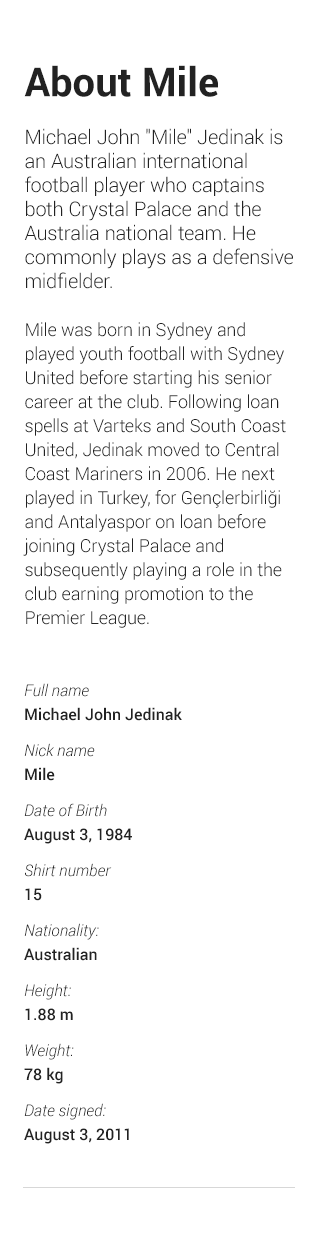 About Mile
Michael John "Mile" Jedinak is
an Australian international
football player who captains
both Crystal Palace and the
Australia national team. He
commonly plays as a defensive
midfielder.
Mile was born in Sydney and
played youth football with Sydney
United before starting his senior
career at the club. Following loan
spells at Varteks and South Coast
United, Jedinak moved to Central
Coast Mariners in 2006. He next
played in Turkey, for Gençlerbirliği
and Antalyaspor on loan before
joining Crystal Palace and
subsequently playing a role in the
club earning promotion to the
Premier League.
Full name
Michael John Jedinak
Nick name
Mile
Date of Birth
August 3, 1984
Shirt number
15
Nationality:
Australian
Height:
1.88 m
Weight:
78 kg
Date signed:
August 3, 2011